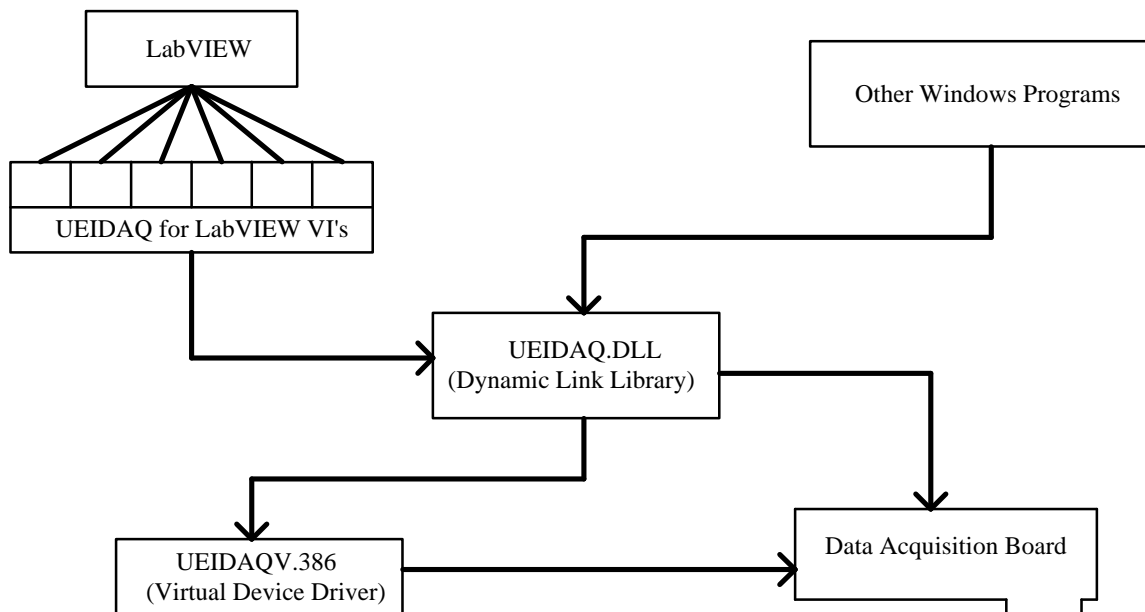 LabVIEW
Other Windows Programs
UEIDAQ for LabVIEW VI's
UEIDAQ.DLL
(Dynamic Link Library)
UEIDAQV.386
(Virtual Device Driver)
Data Acquisition Board